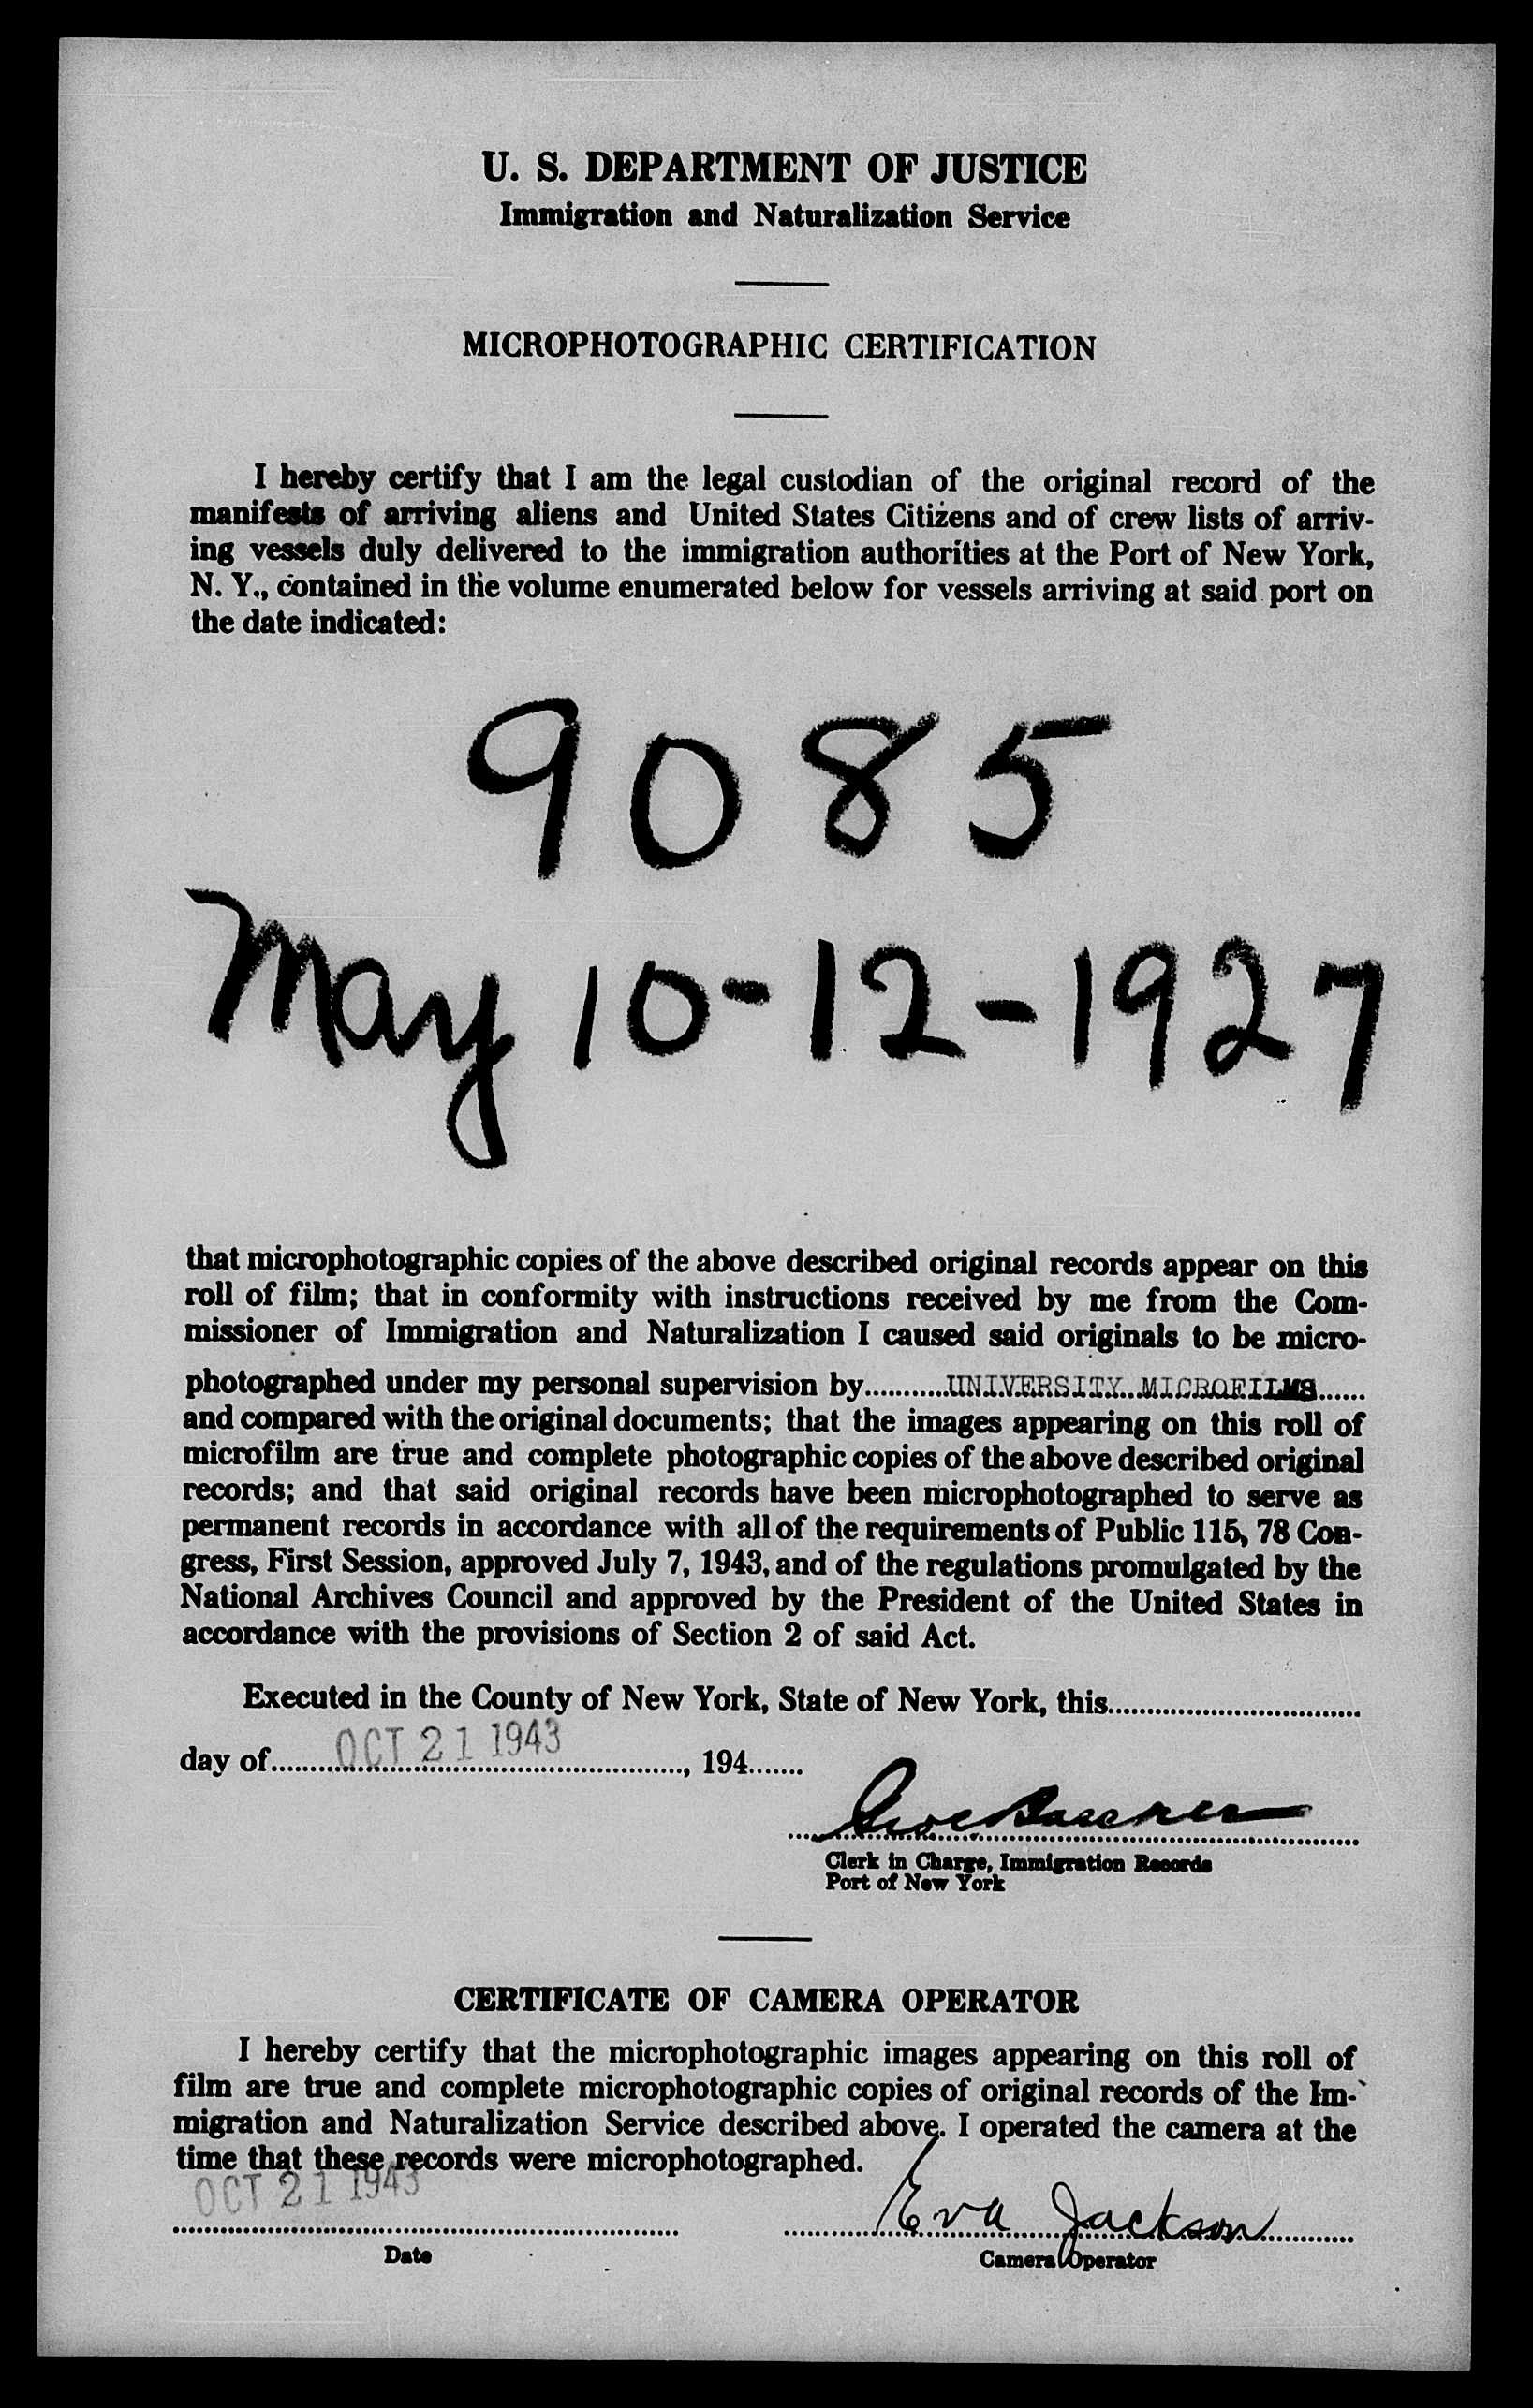 U. S. DEPARTMENT OF JUSTICE
Immigration and Naturalization Service
MICROPHOTOGRAPHIC CERTIFICATION
I hereby certify that I am the legal custodian of the original record of the
manifests of arriving aliens and United States Citizens and of crew lists of arriv-
ing vessels duly delivered to the immigration authorities at the Port of New York,
N. Y., contained in the volume enumerated below for vessels arriving at said port on
the date indicated:
9085
May 10-12-1927
that microphotographic copies of the above described original records appear on this
roll of film; that in conformity with instructions received by me from the Com-
missioner of Immigration and Naturalization I caused said originals to be micro-
photographed under my personal supervision by...........UNIVERSITY MICROFILMS......
and compared with the original documents; that the images appearing on this roll of
microfilm are true and complete photographic copies of the above described original
records; and that said original records have been microphotographed to serve as
permanent records in accordance with all of the requirements of Public 115, 78 Con-
gress, First Session, approved July 7, 1943, and of the regulations promulgated by the
National Archives Council and approved by the President of the United States in
accordance with the provisions of Section 2 of said Act.
Executed in the County of New York, State of New York, this................................
day of.........OCT 21 1943..................., 194.......
Clerk in Charge, Immigration Records
Port of New York
CERTIFICATE OF CAMERA OPERATOR
I hereby certify that the microphotographic images appearing on this roll of
film are true and complete microphotographic copies of original records of the Im-
migration and Naturalization Service described above. I operated the camera at the
time that these records were microphotographed.
OCT 21 1943
Eva Jackson
Date
Camera Operator